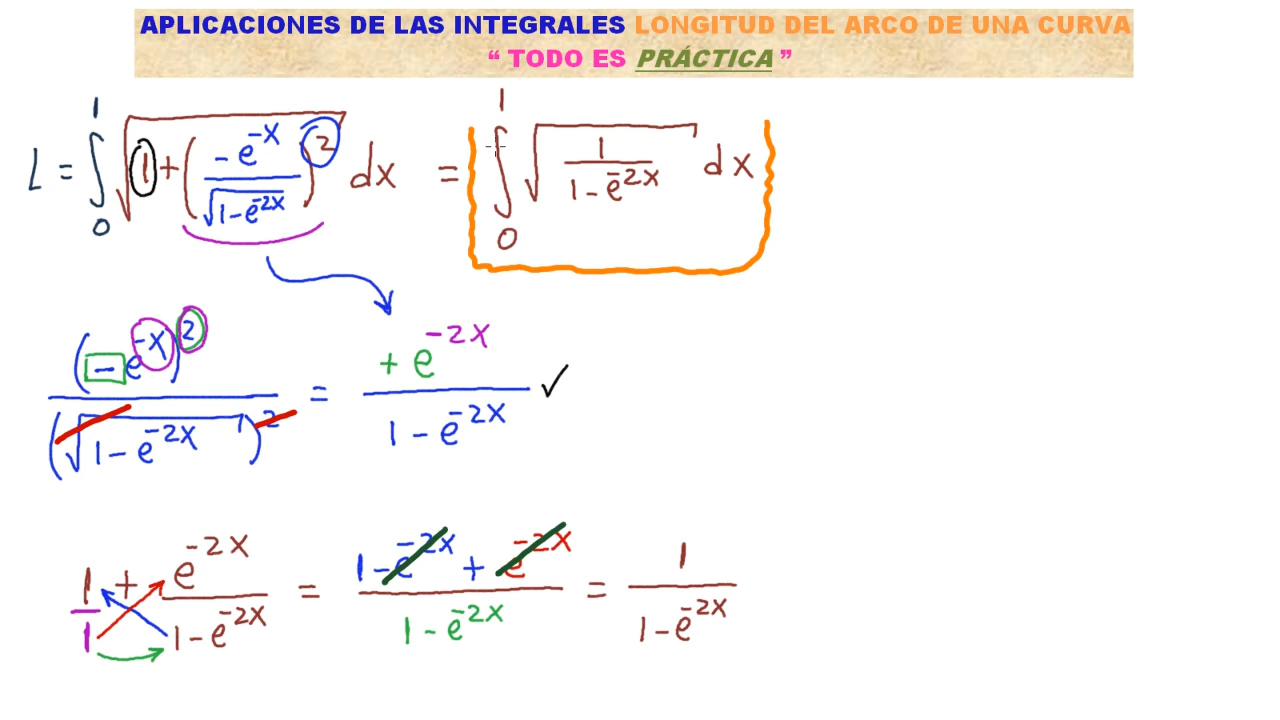 APLICACIONES DE LAS INTEGRALES LONGITUD DEL ARCO DE UNA CURVA
“ TODO ES PRÁCTICA ”
L = ∫₀¹ √(1 + (-e^{-x} / √(1-e^{-2x}))²) dx = ∫₀¹ √(1 / (1-e^{-2x})) dx
(-e^{-x})² / (√(1-e^{-2x}))² = +e^{-2x} / (1-e^{-2x}) ✓
1/1 + e^{-2x} / (1-e^{-2x}) = (1-e^{-2x} + e^{-2x}) / (1-e^{-2x}) = 1 / (1-e^{-2x})